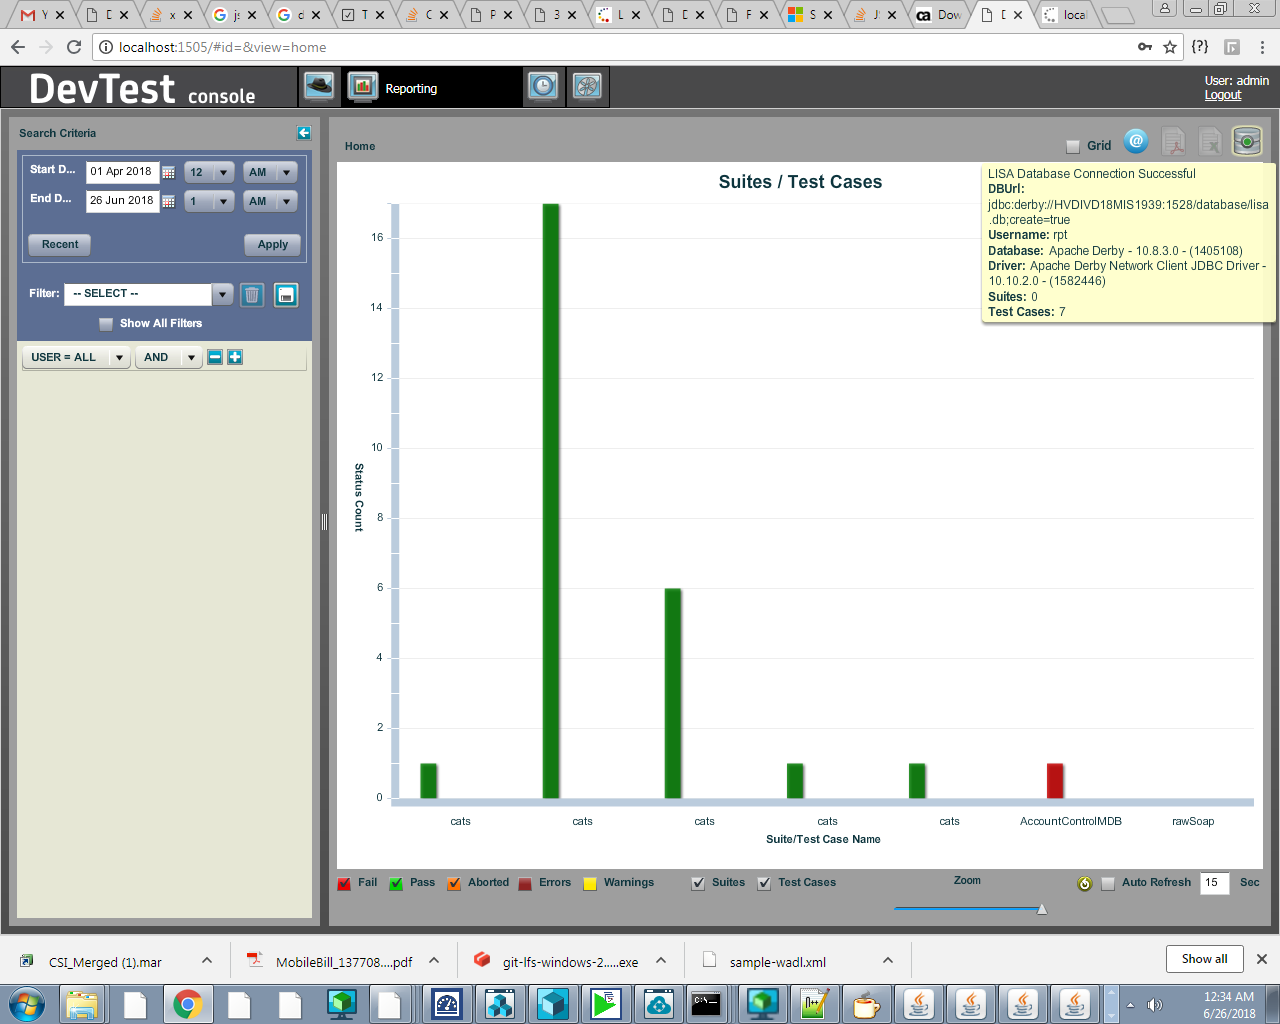 Y
D
x
js
d
T
C
P
3
L
D
F
S
JS
Dow
D
local
localhost:1505/#id=&view=home
{?}
DevTest console
Reporting
User: admin
Logout
Search Criteria
Start D...
01 Apr 2018
12
AM
End D...
26 Jun 2018
1
AM
Recent
Apply
Filter:
-- SELECT --
Show All Filters
USER = ALL
AND
Home
Grid
Suites / Test Cases
LISA Database Connection Successful
DBUrl:
jdbc:derby://HVDIVD18MIS1939:1528/database/lisa
.db;create=true
Username: rpt
Database: Apache Derby - 10.8.3.0 - (1405108)
Driver: Apache Derby Network Client JDBC Driver -
10.10.2.0 - (1582446)
Suites: 0
Test Cases: 7
16
14
12
10
8
6
4
2
0
Status Count
cats
cats
cats
cats
cats
AccountControlMDB
rawSoap
Suite/Test Case Name
Fail
Pass
Aborted
Errors
Warnings
Suites
Test Cases
Zoom
Auto Refresh
15
Sec
CSI_Merged (1).mar
MobileBill_137708....pdf
git-lfs-windows-2.....exe
sample-wadl.xml
Show all
12:34 AM
6/26/2018